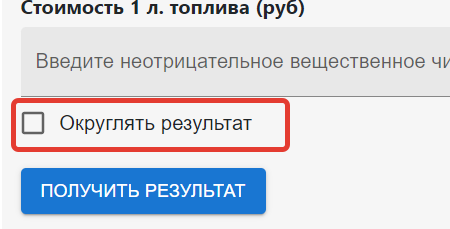 Стоимость 1 л. топлива (руб)
Введите неотрицательное вещественное чи
Округлять результат
ПОЛУЧИТЬ РЕЗУЛЬТАТ